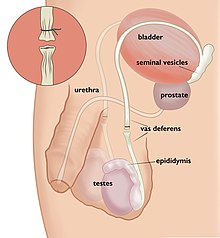 bladder
seminal vesicles
urethra
prostate
vas deferens
epididymis
testes